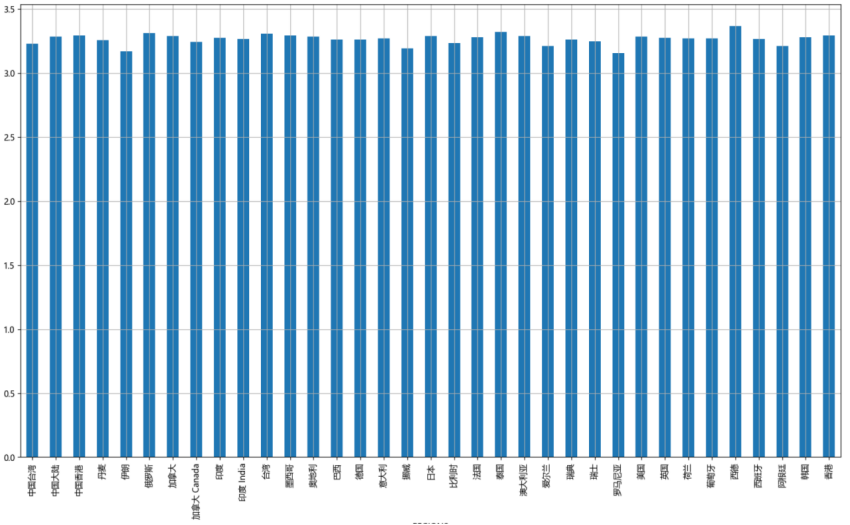 3.5
3.0
2.5
2.0
1.5
1.0
0.5
0.0
中国台湾
中国大陆
中国香港
丹麦
伊朗
俄罗斯
加拿大
加拿大 Canada
印度
印度 India
台湾
墨西哥
奥地利
巴西
德国
意大利
挪威
日本
比利时
法国
泰国
澳大利亚
爱尔兰
瑞典
瑞士
罗马尼亚
美国
英国
荷兰
葡萄牙
西德
西班牙
阿根廷
韩国
香港